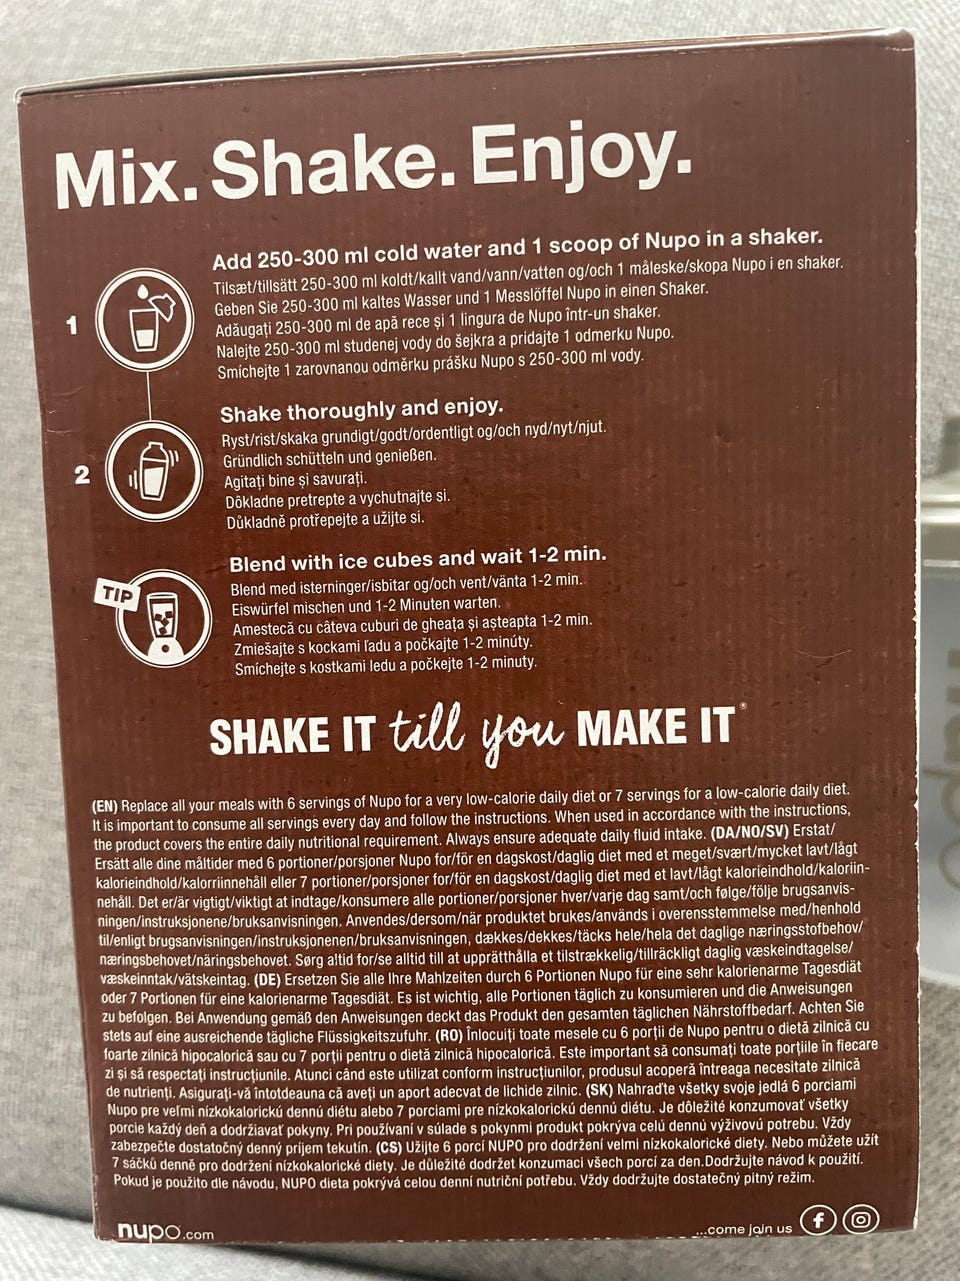 Mix. Shake. Enjoy.
1
Add 250-300 ml cold water and 1 scoop of Nupo in a shaker.
Tilsæt/tillsätt 250-300 ml koldt/kallt vand/vann/vatten og/och 1 måleske/skopa Nupo i en shaker.
Geben Sie 250-300 ml kaltes Wasser und 1 Messlöffel Nupo in einen Shaker.
Adăugați 250-300 ml de apă rece și 1 lingura de Nupo într-un shaker.
Nalejte 250-300 ml studenej vody do šejkra a pridajte 1 odmerku Nupo.
Smíchejte 1 zarovnanou odměrku prášku Nupo s 250-300 ml vody.
2
Shake thoroughly and enjoy.
Ryst/rist/skaka grundigt/godt/ordentligt og/och nyd/nyt/njut.
Gründlich schütteln und genießen.
Agitați bine și savurați.
Dôkladne pretrepte a vychutnajte si.
Důkladně protřepejte a užijte si.
TIP
Blend with ice cubes and wait 1-2 min.
Blend med isterninger/isbitar og/och vent/vänta 1-2 min.
Eiswürfel mischen und 1-2 Minuten warten.
Amestecă cu câteva cuburi de gheața și așteapta 1-2 min.
Zmiešajte s kockami ľadu a počkajte 1-2 minúty.
Smíchejte s kostkami ledu a počkejte 1-2 minuty.
SHAKE IT till you MAKE IT®
(EN) Replace all your meals with 6 servings of Nupo for a very low-calorie daily diet or 7 servings for a low-calorie daily diet.
It is important to consume all servings every day and follow the instructions. When used in accordance with the instructions,
the product covers the entire daily nutritional requirement. Always ensure adequate daily fluid intake. (DA/NO/SV) Erstat/
Ersätt alle dine måltider med 6 portioner/porsjoner Nupo for/för en dagskost/daglig diet med et meget/svært/mycket lavt/lågt
kalorieindhold/kalorriinnehåll eller 7 portioner/porsjoner for/för en dagskost/daglig diet med et lavt/lågt kalorieindhold/kaloriin-
nehåll. Det er/är vigtigt/viktigt at indtage/konsumere alle portioner/porsjoner hver/varje dag samt/och følge/följe brugsanvis-
ningen/instruksjonene/bruksanvisningen. Anvendes/dersom/när produktet brukes/används i overensstemmelse med/henhold
til/enligt brugsanvisningen/instruksjonenen/bruksanvisningen, dækkes/dekkes/täcks hele/hela det daglige næringsstofbehov/
næringsbehovet/näringsbehovet. Sørg altid for/se alltid till at upprätthålla et tilstrækkelig/tillräckligt daglig væskeindtagelse/
væskeinntak/vätskeintag. (DE) Ersetzen Sie alle Ihre Mahlzeiten durch 6 Portionen Nupo für eine sehr kalorienarme Tagesdiät
oder 7 Portionen für eine kalorienarme Tagesdiät. Es ist wichtig, alle Portionen täglich zu konsumieren und die Anweisungen
zu befolgen. Bei Anwendung gemäß den Anweisungen deckt das Produkt den gesamten täglichen Nährstoffbedarf. Achten Sie
stets auf eine ausreichende tägliche Flüssigkeitszufuhr. (RO) Înlocuiți toate mesele cu 6 porții de Nupo pentru o dietă zilnică cu
foarte zilnică hipocalorică sau cu 7 porții pentru o dietă zilnică hipocalorică. Este important să consumați toate porțiile în fiecare
zi și să respectați instrucțiunile. Atunci când este utilizat conform instrucțiunilor, produsul acoperă întreaga necesitate zilnică
de nutrienți. Asigurați-vă întotdeauna că aveți un aport adecvat de lichide zilnic. (SK) Nahraďte všetky svoje jedlá 6 porciami
Nupo pre veľmi nízkokalorickú dennú diétu alebo 7 porciami pre nízkokalorickú dennú diétu. Je dôležité konzumovať všetky
porcie každý deň a dodržiavať pokyny. Pri používaní v súlade s pokynmi produkt pokrýva celú dennú výživovú potrebu. Vždy
zabezpečte dostatočný denný príjem tekutín. (CS) Užijte 6 porcí NUPO pro dodržení velmi nízkokalorické diety. Nebo můžete užít
7 sáčků denně pro dodržení nízkokalorické diety. Je důležité dodržet konzumaci všech porcí za den.Dodržujte návod k použití.
Pokud je použito dle návodu, NUPO dieta pokrývá celou denní nutriční potřebu. Vždy dodržujte dostatečný pitný režim.
nupo.com
...come join us